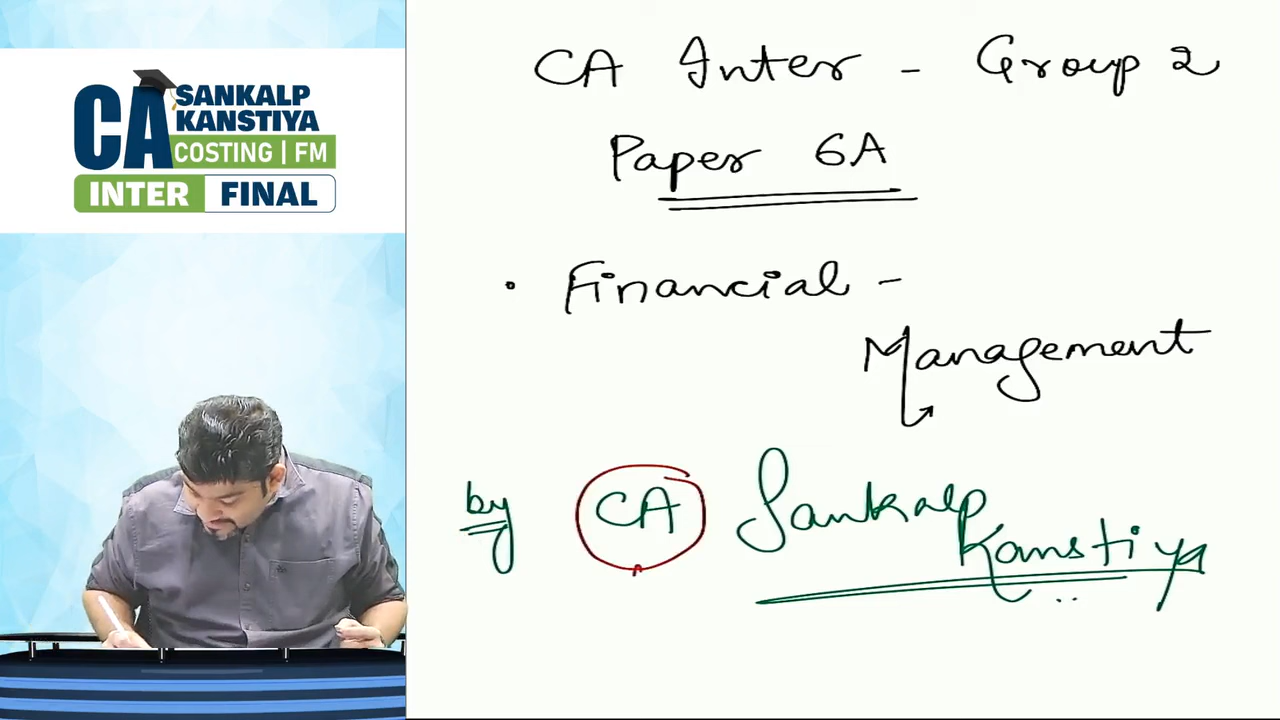 CA SANKALP
KANSTIYA
COSTING | FM
INTER FINAL
CA Inter - Group 2
Paper 6A
• Financial -
Management
by CA Sankalp
Kanstiya